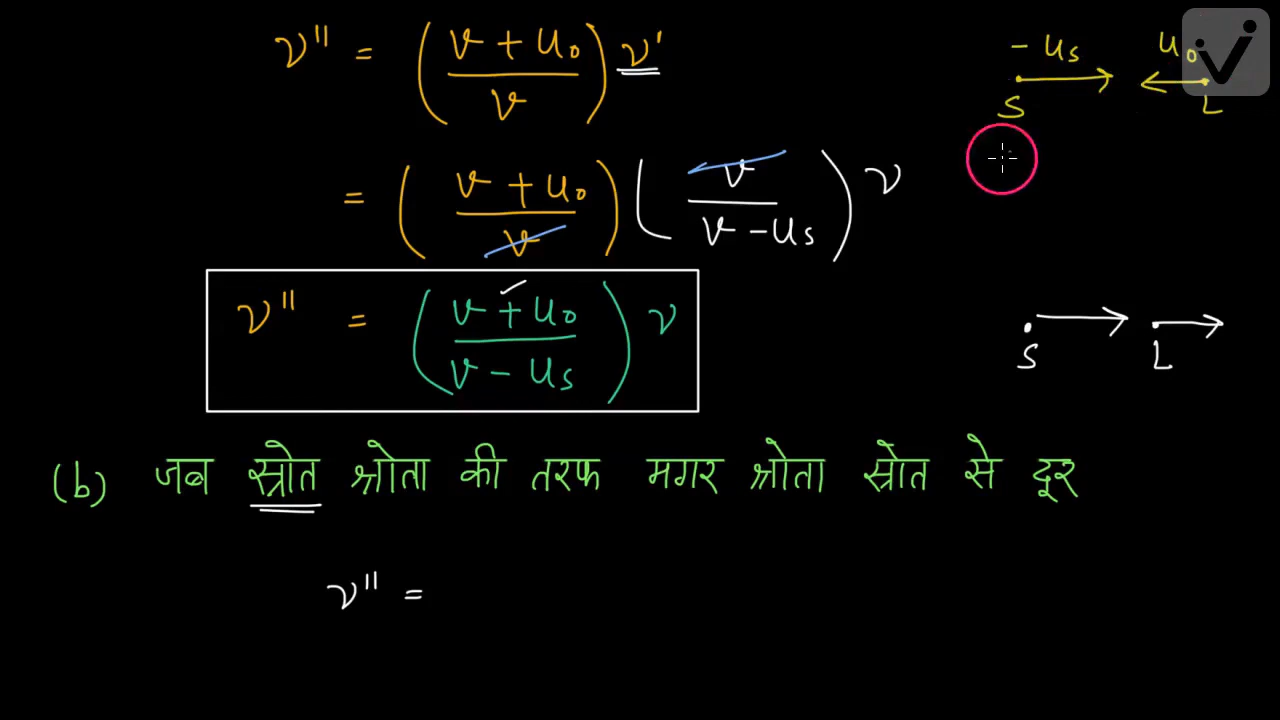 ν'' = ( v + u₀ / v ) ν'
- uₛ u₀
S L
= ( v + u₀ / v ) ( v / v - uₛ ) ν
ν'' = ( v + u₀ / v - uₛ ) ν
S L
(b) जब स्त्रोत श्रोता की तरफ मगर श्रोता स्रोत से दूर
ν'' =